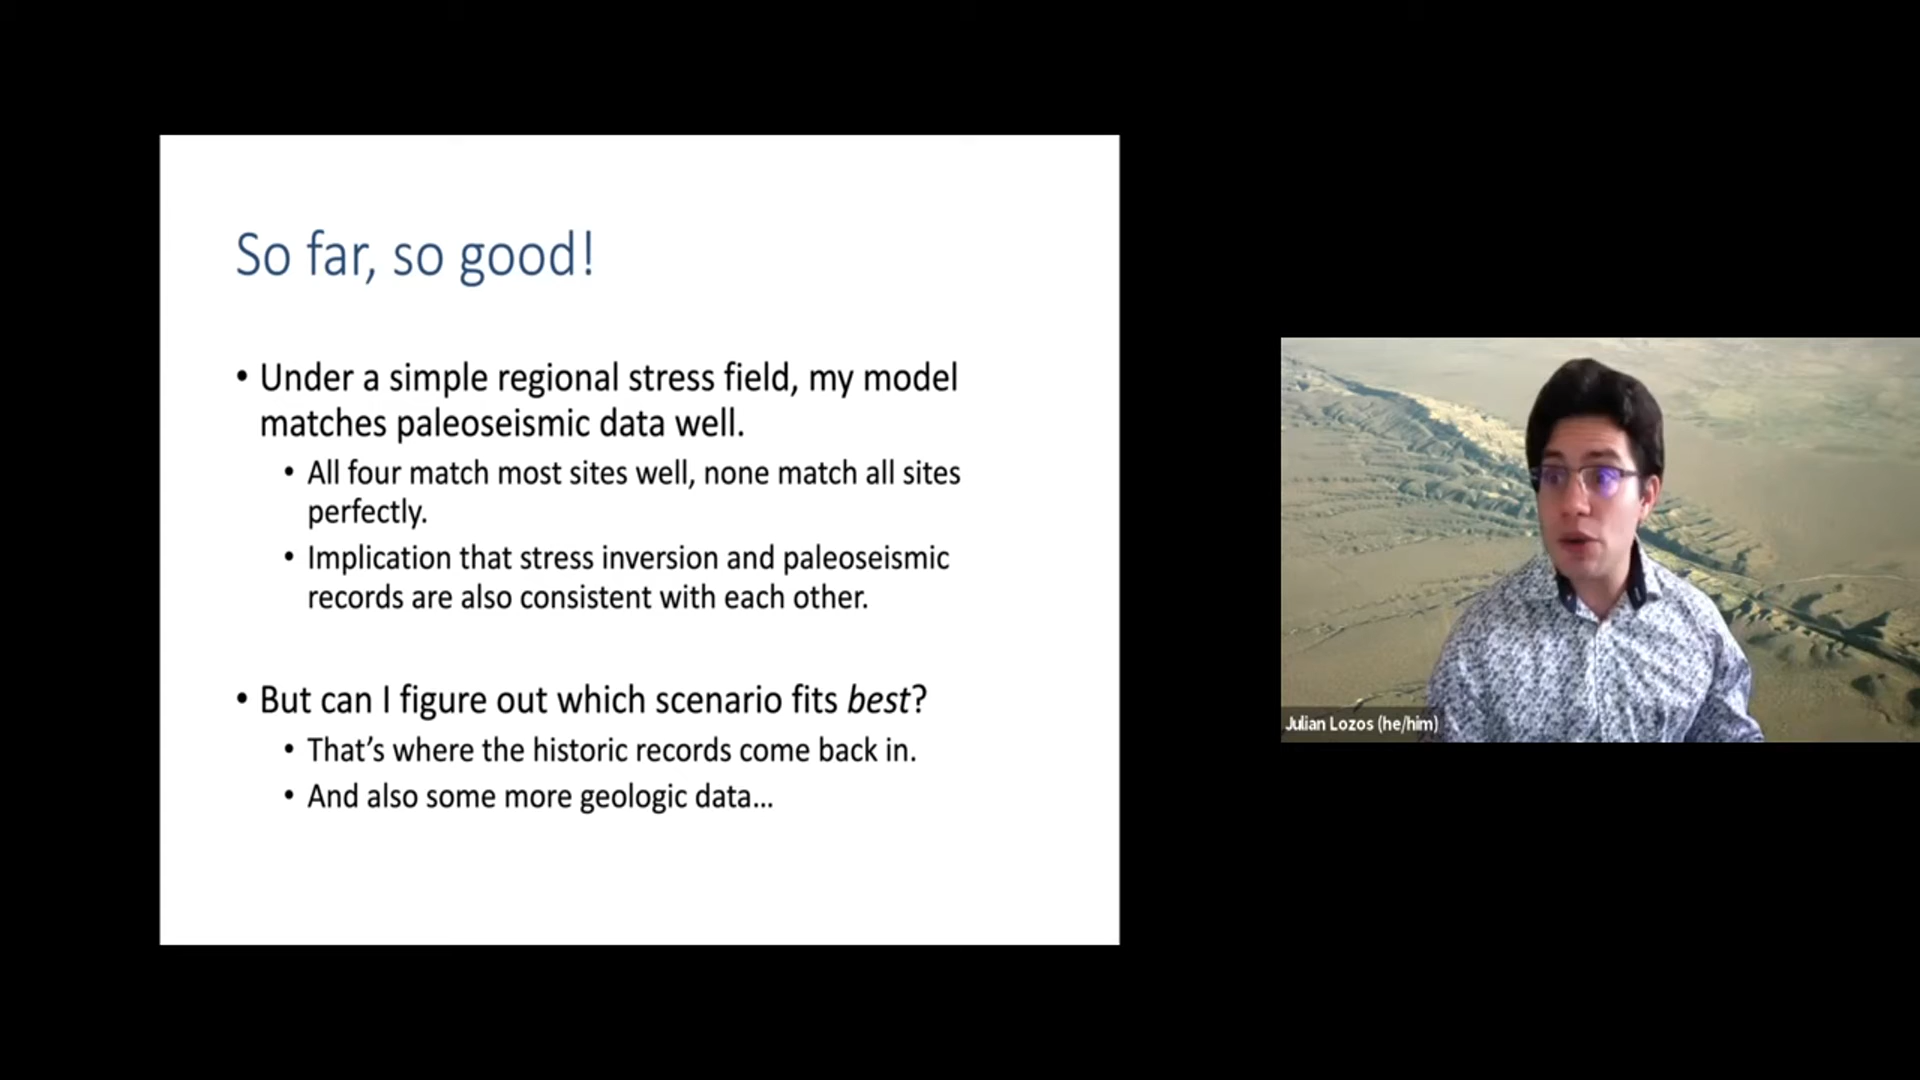 So far, so good!
• Under a simple regional stress field, my model
matches paleoseismic data well.
• All four match most sites well, none match all sites
perfectly.
• Implication that stress inversion and paleoseismic
records are also consistent with each other.
• But can I figure out which scenario fits best?
• That’s where the historic records come back in.
• And also some more geologic data…
Julian Lozos (he/him)